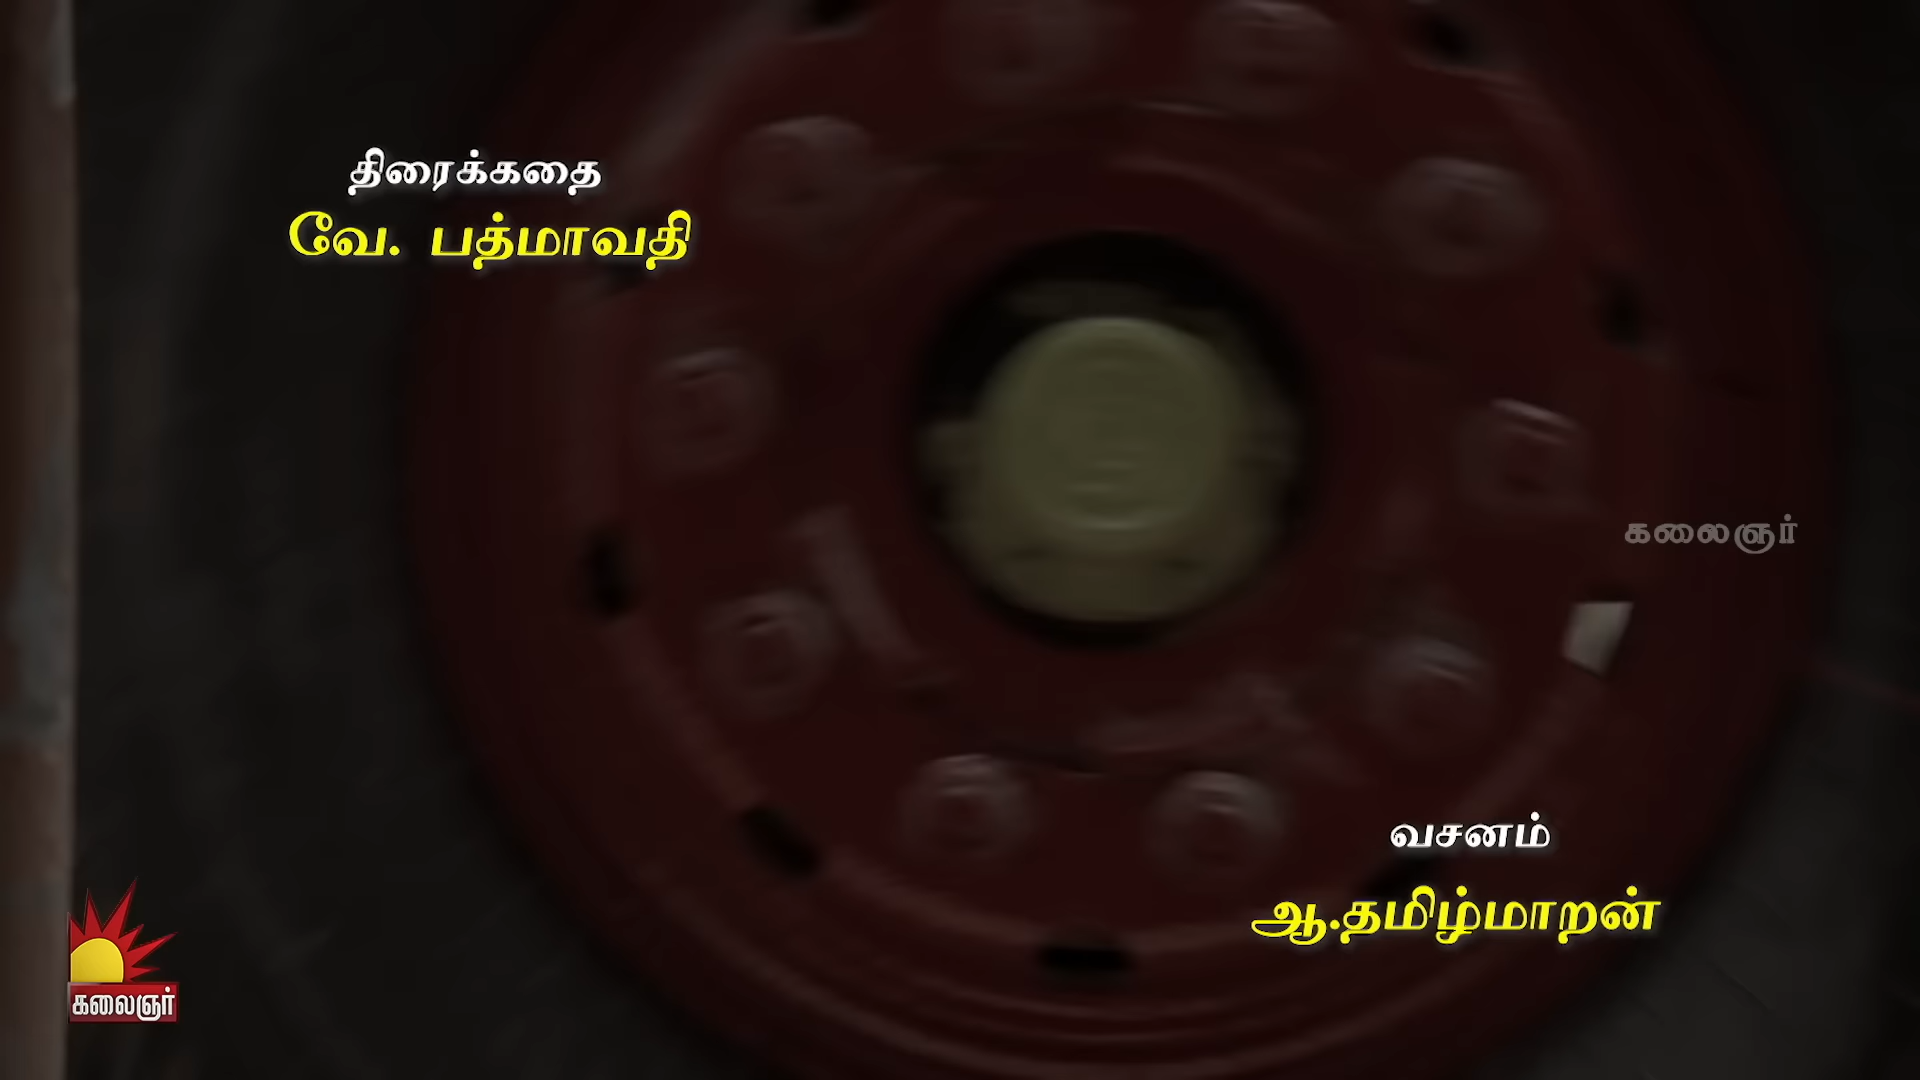 திரைக்கதை
வே. பத்மாவதி
கலைஞர்
வசனம்
ஆ.தமிழ்மாறன்
கலைஞர்